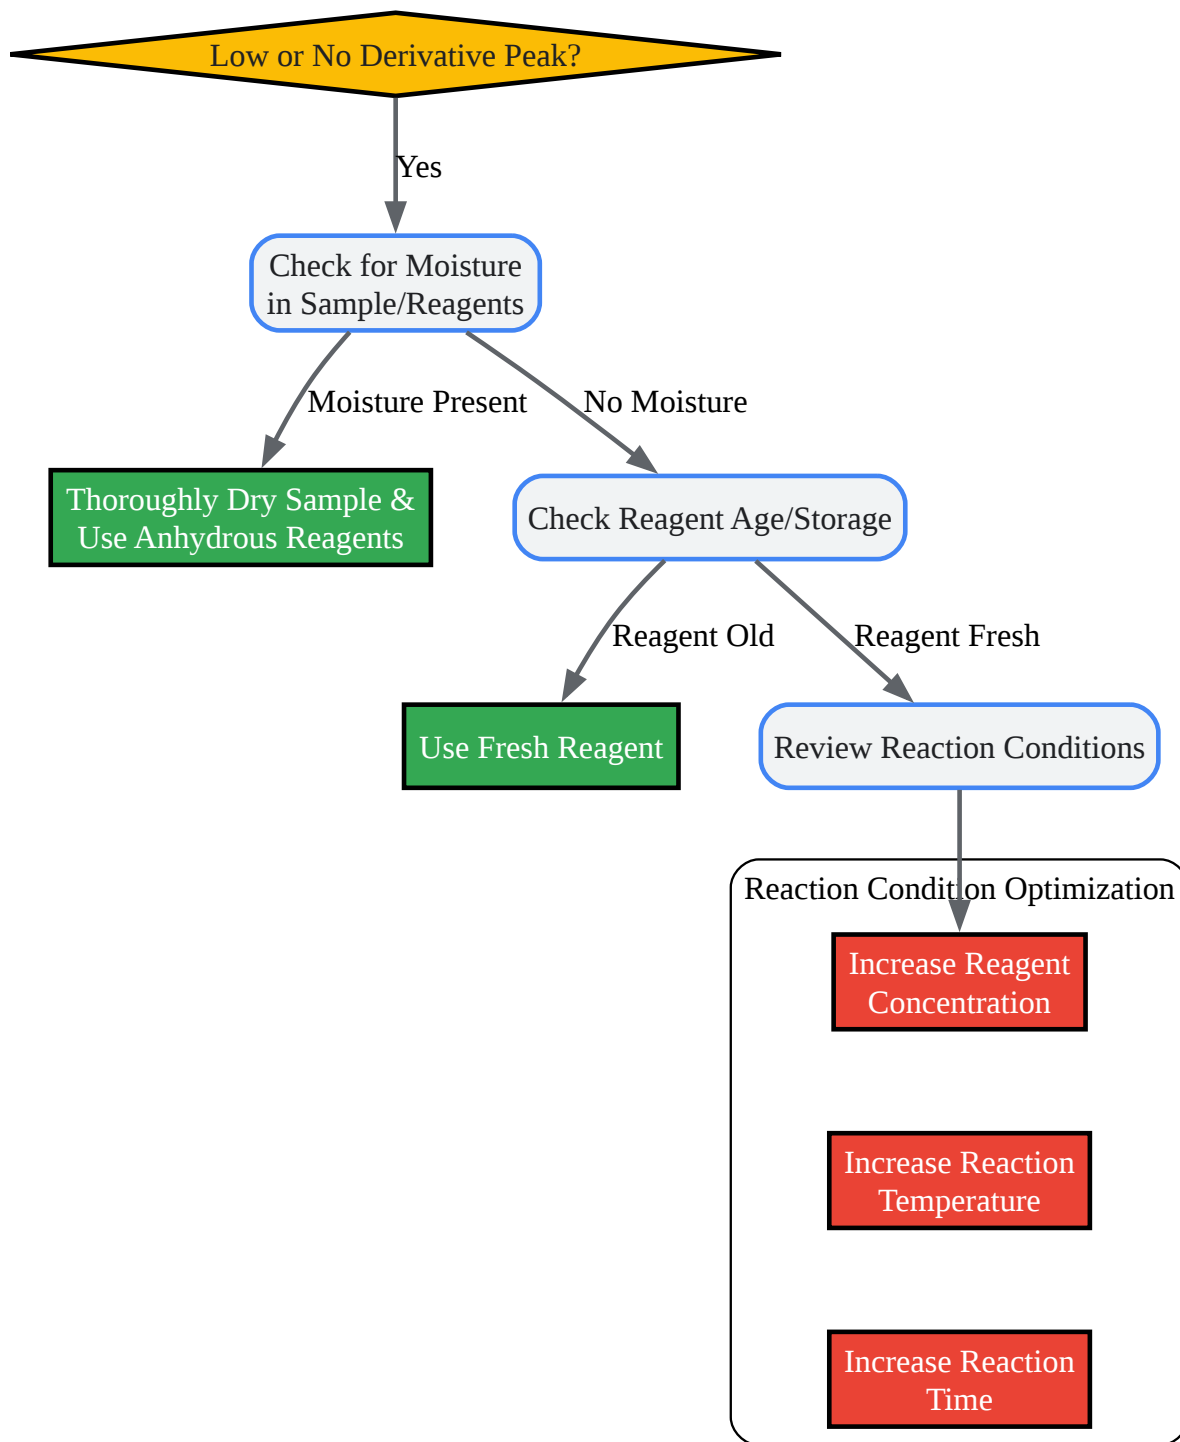 Low or No Derivative Peak?
Yes
Check for Moisture
in Sample/Reagents
Moisture Present
No Moisture
Thoroughly Dry Sample &
Use Anhydrous Reagents
Check Reagent Age/Storage
Reagent Old
Reagent Fresh
Use Fresh Reagent
Review Reaction Conditions
Reaction Condition Optimization
Increase Reagent
Concentration
Increase Reaction
Temperature
Increase Reaction
Time